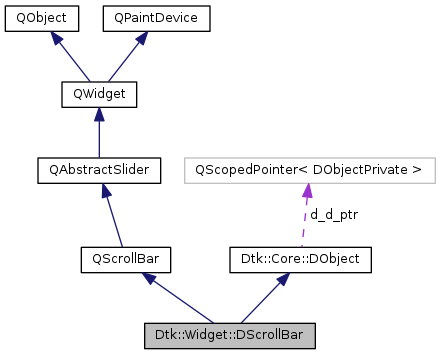 QObject
QPaintDevice
QWidget
QAbstractSlider
QScopedPointer< DObjectPrivate >
d_d_ptr
QScrollBar
Dtk::Core::DObject
Dtk::Widget::DScrollBar